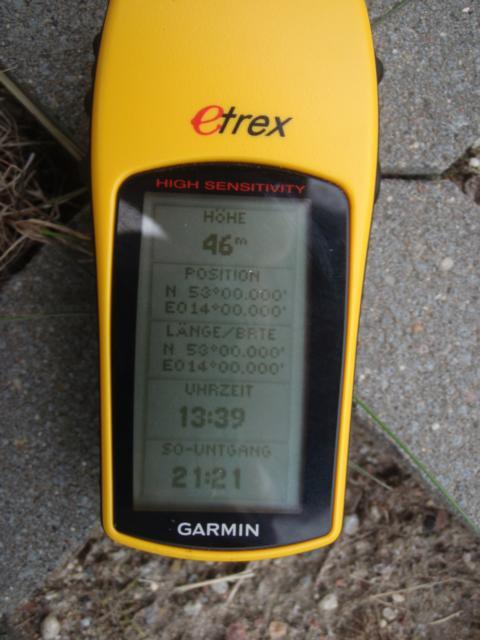 etrex
HIGH SENSITIVITY
HÖHE
46m
POSITION
N 53°00.000'
E014°00.000'
LÄNGE/BRTE
N 53°00.000'
E014°00.000'
UHRZEIT
13:39
SO-UNTGANG
21:21
GARMIN